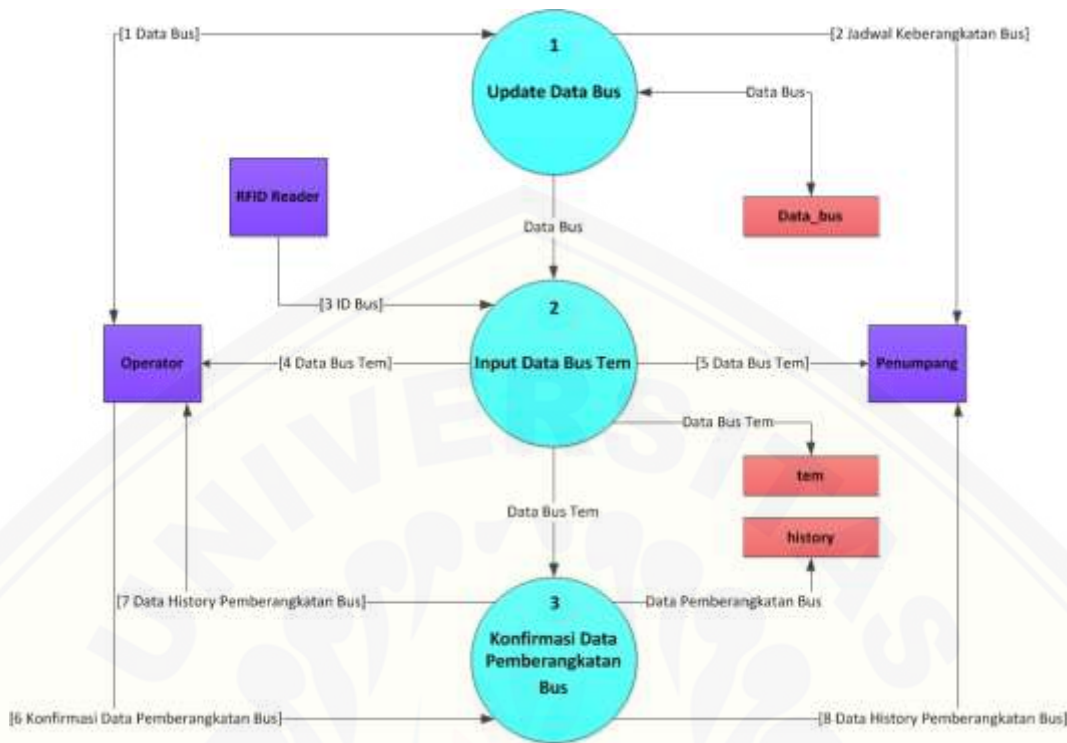 [1 Data Bus]
1
Update Data Bus
[2 Jadwal Keberangkatan Bus]
Data Bus
RFID Reader
Data_bus
Data Bus
[3 ID Bus]
2
Input Data Bus Tem
Operator
[4 Data Bus Tem]
[5 Data Bus Tem]
Penumpang
Data Bus Tem
tem
Data Bus Tem
history
[7 Data History Pemberangkatan Bus]
3
Konfirmasi Data
Pemberangkatan
Bus
Data Pemberangkatan Bus
[6 Konfirmasi Data Pemberangkatan Bus]
[8 Data History Pemberangkatan Bus]
UNIVERSITAS